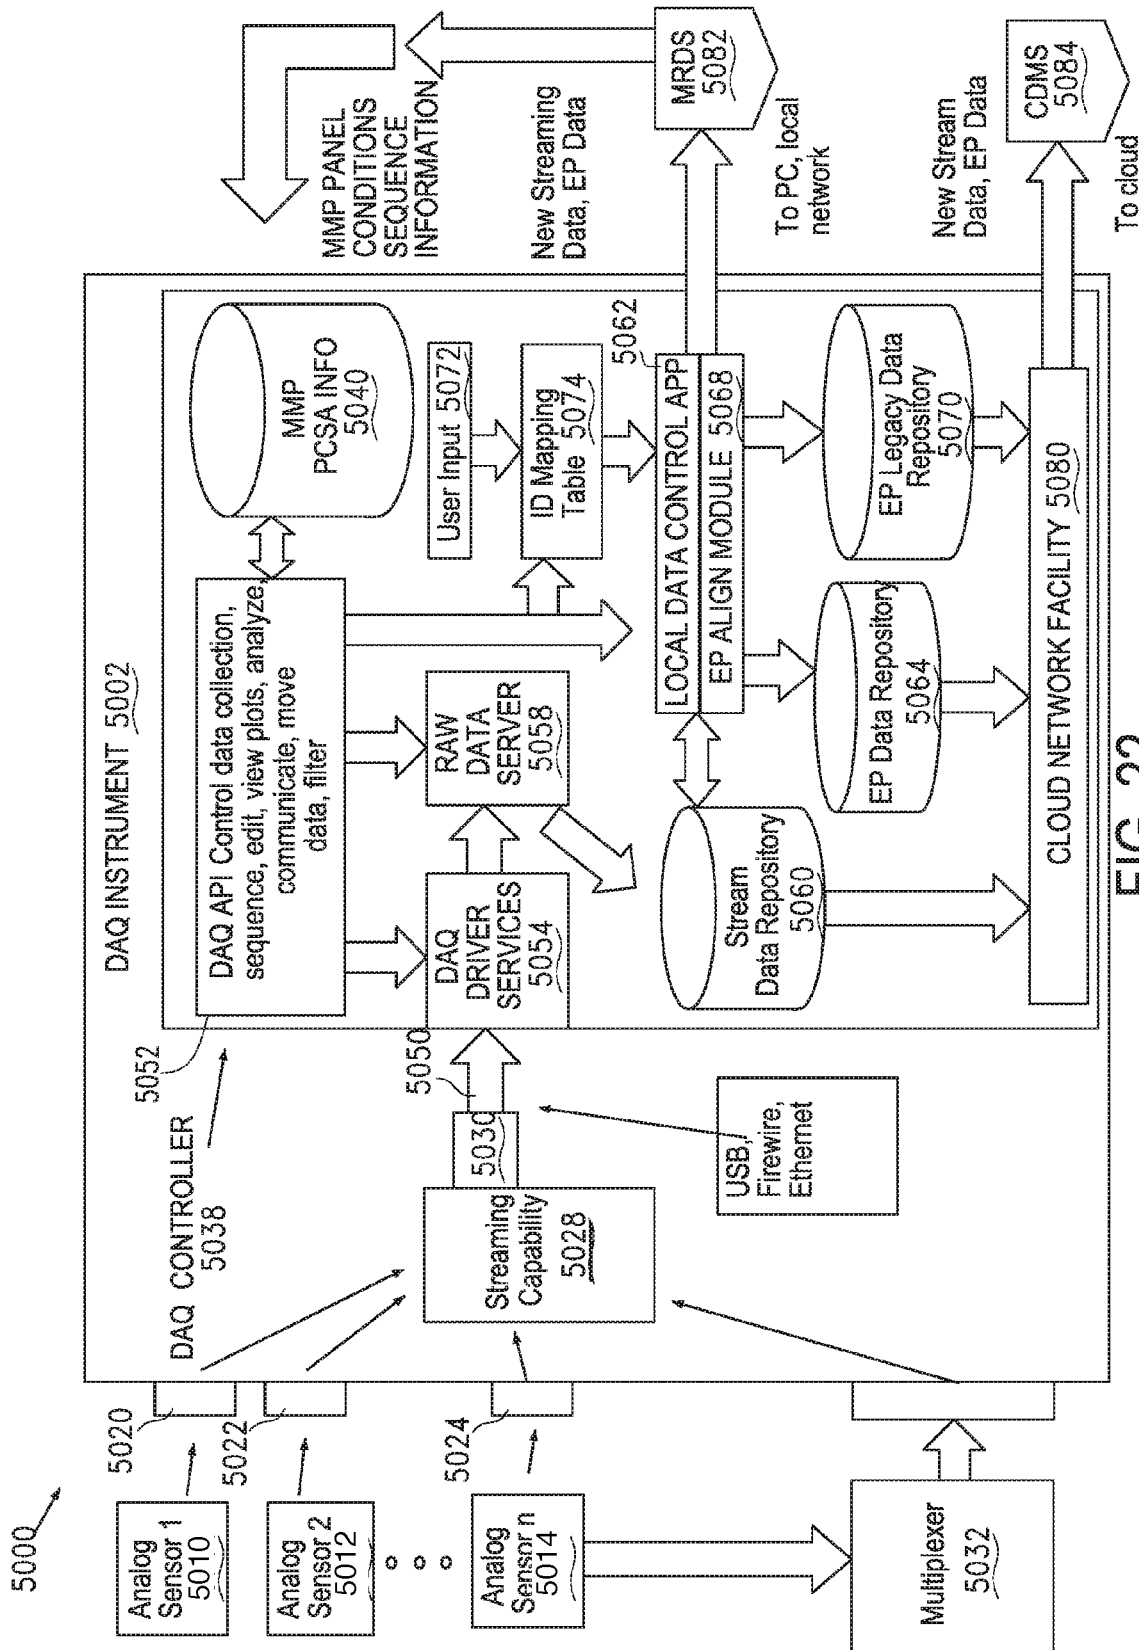 5000
Analog
Sensor 1
5010
Analog
Sensor 2
5012
Analog
Sensor n
5014
Multiplexer
5032
5020
5022
5024
DAQ INSTRUMENT 5002
DAQ CONTROLLER
5038
5052
Streaming
Capability
5028
5030
5050
USB,
Firewire,
Ethernet
DAQ API Control data collection,
sequence, edit, view plots, analyze,
communicate, move
data, filter
MMP
PCSA INFO
5040
DAQ
DRIVER
SERVICES
5054
RAW
DATA
SERVER
5058
User Input 5072
ID Mapping
Table 5074
5062
LOCAL DATA CONTROL APP
EP ALIGN MODULE 5068
Stream
Data Repository
5060
EP Data Repository
5064
EP Legacy Data
Repository
5070
CLOUD NETWORK FACILITY 5080
MMP PANEL
CONDITIONS
SEQUENCE
INFORMATION
New Streaming
Data, EP Data
MRDS
5082
To PC, local
network
New Stream
Data, EP Data
CDMS
5084
To cloud
FIG. 22